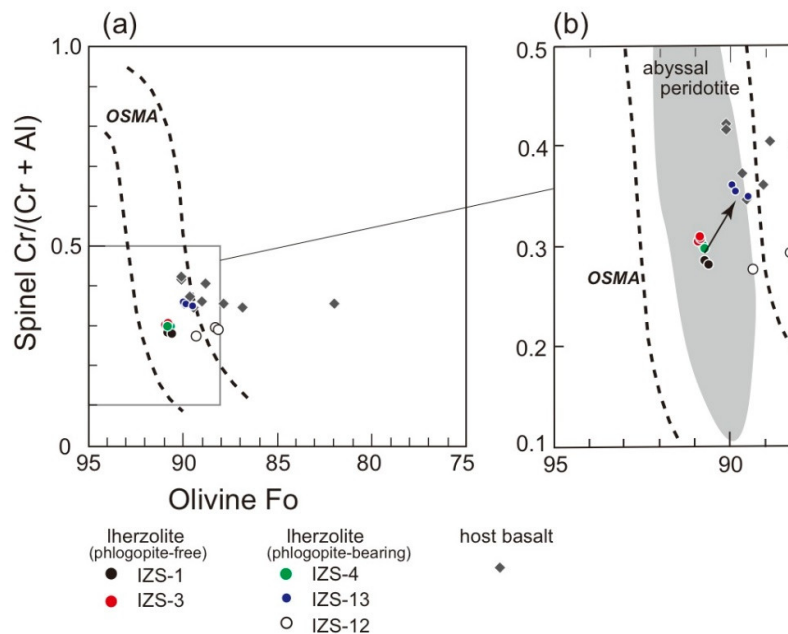 (a)
(b)
1.0
0.5
0
Spinel Cr/(Cr + Al)
OSMA
95
90
85
80
75
Olivine Fo
0.5
0.4
0.3
0.2
0.1
abyssal
peridotite
OSMA
95
90
lherzolite
(phlogopite-free)
IZS-1
IZS-3
lherzolite
(phlogopite-bearing)
IZS-4
IZS-13
IZS-12
host basalt